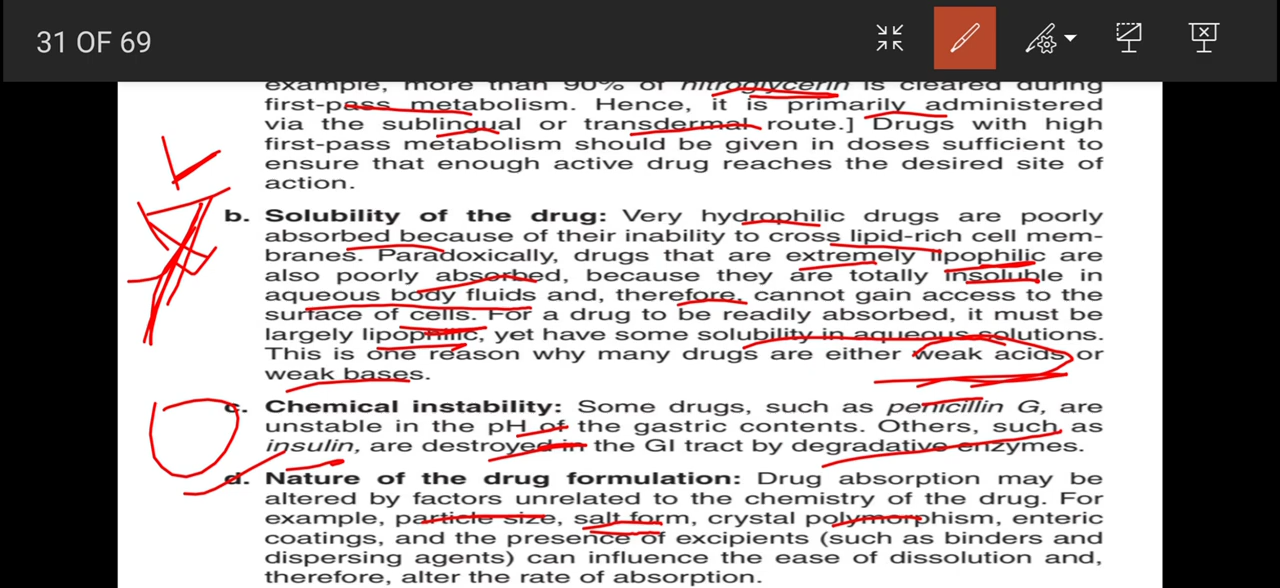 31 OF 69
example, more than 90% of nitroglycerin is cleared during
first-pass metabolism. Hence, it is primarily administered
via the sublingual or transdermal route.] Drugs with high
first-pass metabolism should be given in doses sufficient to
ensure that enough active drug reaches the desired site of
action.
b. Solubility of the drug: Very hydrophilic drugs are poorly
absorbed because of their inability to cross lipid-rich cell mem-
branes. Paradoxically, drugs that are extremely lipophilic are
also poorly absorbed, because they are totally insoluble in
aqueous body fluids and, therefore, cannot gain access to the
surface of cells. For a drug to be readily absorbed, it must be
largely lipophilic, yet have some solubility in aqueous solutions.
This is one reason why many drugs are either weak acids or
weak bases.
c. Chemical instability: Some drugs, such as penicillin G, are
unstable in the pH of the gastric contents. Others, such as
insulin, are destroyed in the GI tract by degradative enzymes.
d. Nature of the drug formulation: Drug absorption may be
altered by factors unrelated to the chemistry of the drug. For
example, particle size, salt form, crystal polymorphism, enteric
coatings, and the presence of excipients (such as binders and
dispersing agents) can influence the ease of dissolution and,
therefore, alter the rate of absorption.